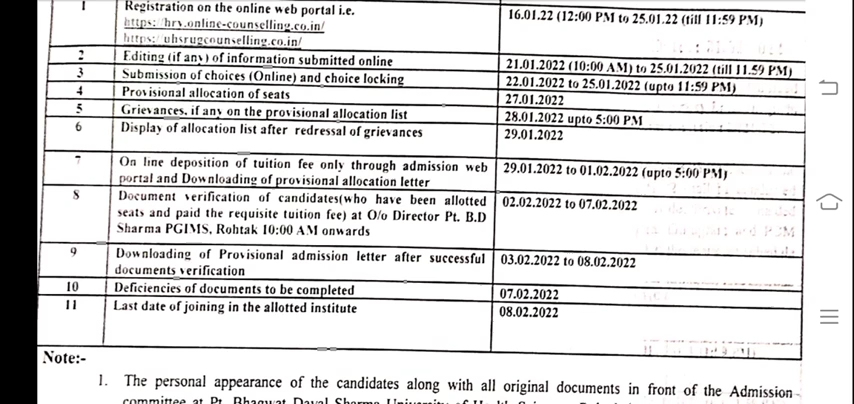 1 Registration on the online web portal i.e. 16.01.22 (12:00 PM to 25.01.22 (till 11:59 PM)
https://hry.online-counselling.co.in/
https://uhsrugcounselling.co.in/
2 Editing (if any) of information submitted online 21.01.2022 (10:00 AM) to 25.01.2022 (till 11.59 PM)
3 Submission of choices (Online) and choice locking 22.01.2022 to 25.01.2022 (upto 11:59 PM)
4 Provisional allocation of seats 27.01.2022
5 Grievances, if any on the provisional allocation list 28.01.2022 upto 5:00 PM
6 Display of allocation list after redressal of grievances 29.01.2022
7 On line deposition of tuition fee only through admission web 29.01.2022 to 01.02.2022 (upto 5:00 PM)
portal and Downloading of provisional allocation letter
8 Document verification of candidates(who have been allotted 02.02.2022 to 07.02.2022
seats and paid the requisite tuition fee) at O/o Director Pt. B.D
Sharma PGIMS, Rohtak 10:00 AM onwards
9 Downloading of Provisional admission letter after successful 03.02.2022 to 08.02.2022
documents verification
10 Deficiencies of documents to be completed 07.02.2022
11 Last date of joining in the allotted institute 08.02.2022
Note:-
1. The personal appearance of the candidates along with all original documents in front of the Admission
committee at Pt. Bhagwat Dayal Sharma University of Health